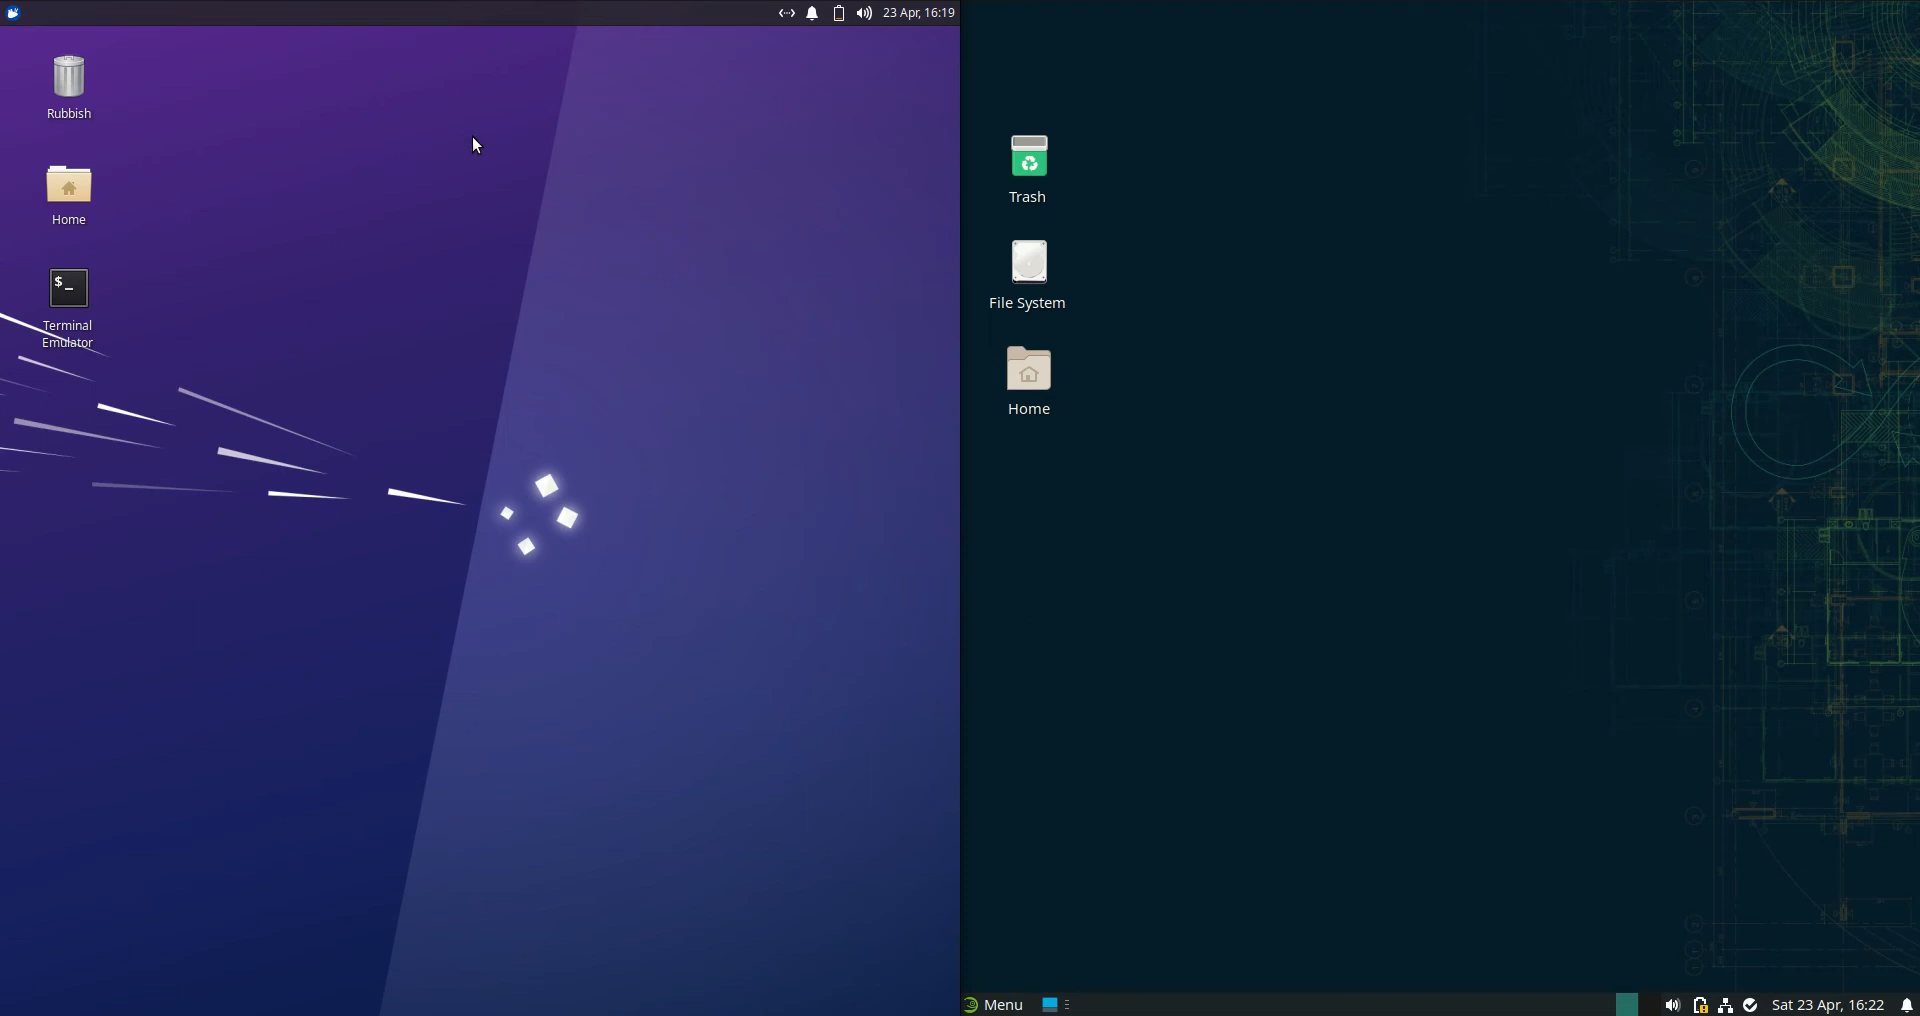 23 Apr, 16:19
Rubbish
Home
$_
Terminal
Emulator
Trash
File System
Home
Menu
Sat 23 Apr, 16:22